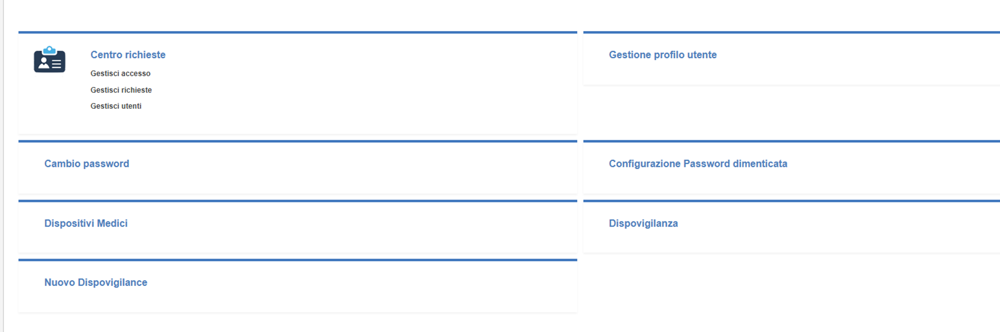 Centro richieste
Gestisci accesso
Gestisci richieste
Gestisci utenti
Gestione profilo utente
Cambio password
Configurazione Password dimenticata
Dispositivi Medici
Dispovigilanza
Nuovo Dispovigilance